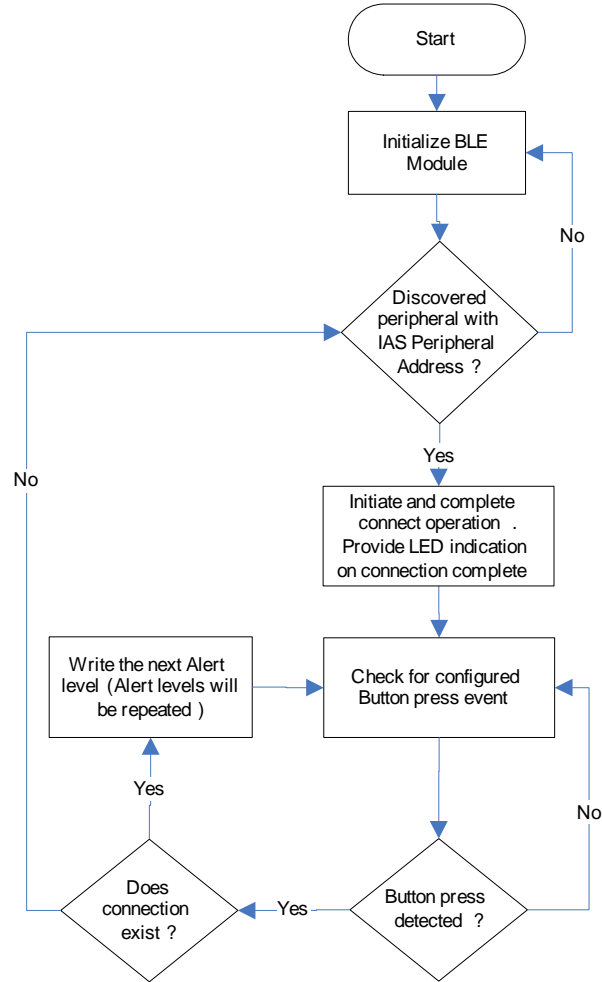 Start
Initialize BLE
Module
No
Discovered
peripheral with
IAS Peripheral
Address ?
Yes
No
Initiate and complete
connect operation .
Provide LED indication
on connection complete
Write the next Alert
level (Alert levels will
be repeated )
Check for configured
Button press event
Yes
No
Does
connection
exist ?
Yes
Button press
detected ?